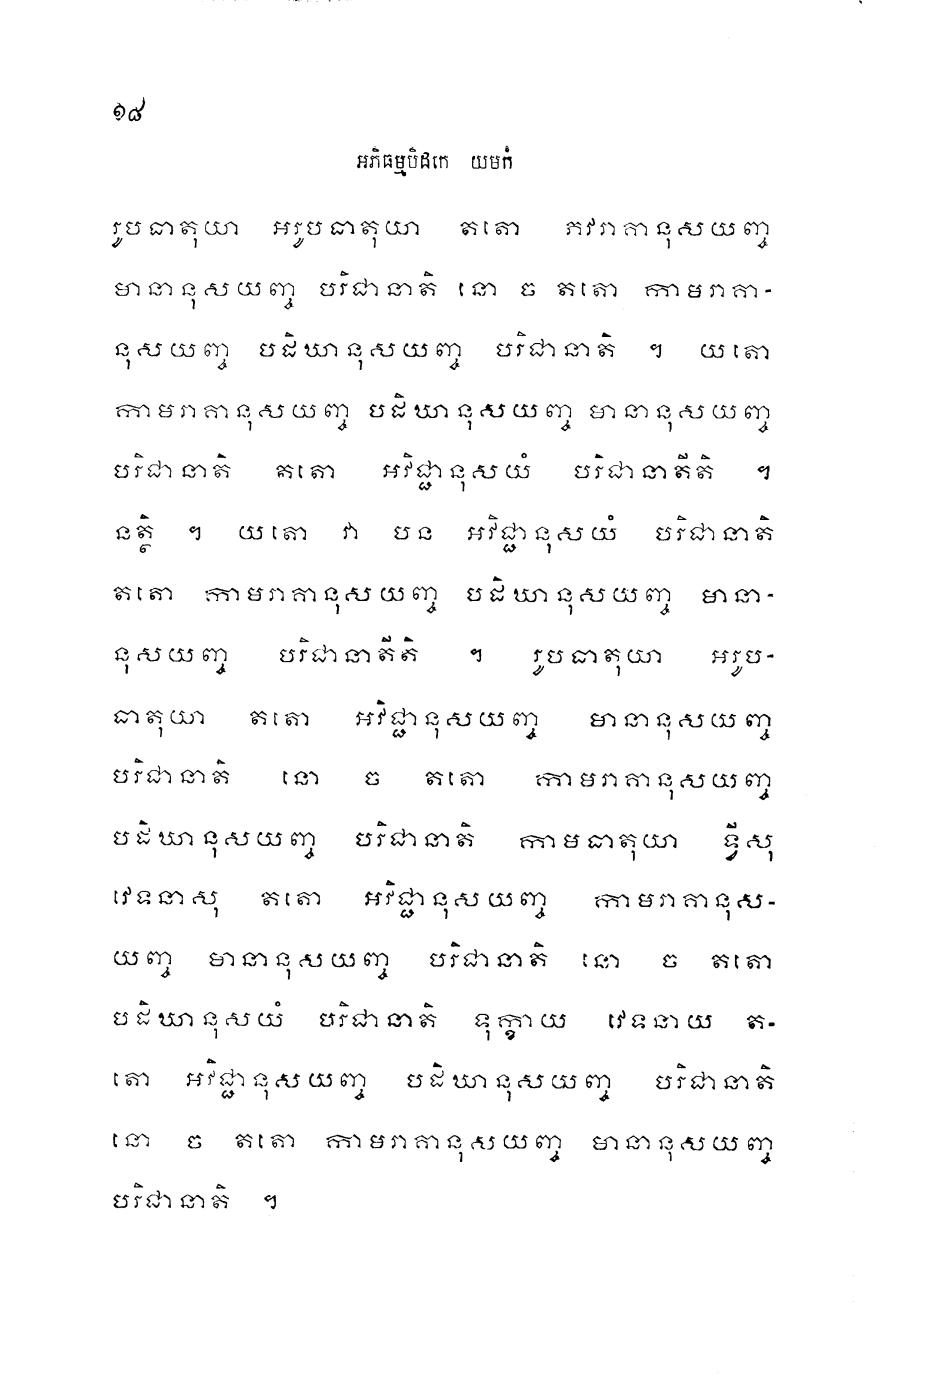 ១៨
អភិធម្មបិដកេ យមកំ
រូបធាតុយា អរូបធាតុយា តតោ ភវរាគានុសយញ្ច
មានានុសយញ្ច បរិជានាតិ នោ ច តតោ កាមរាគា-
នុសយញ្ច បដិឃានុសយញ្ច បរិជានាតិ ។ យតោ
កាមរាគានុសយញ្ច បដិឃានុសយញ្ច មានានុសយញ្ច
បរិជានាតិ តតោ អវិជ្ជានុសយំ បរិជានាតីតិ ។
នត្ថិ ។ យតោ វា បន អវិជ្ជានុសយំ បរិជានាតិ
តតោ កាមរាគានុសយញ្ច បដិឃានុសយញ្ច មានា-
នុសយញ្ច បរិជានាតីតិ ។ រូបធាតុយា អរូប-
ធាតុយា តតោ អវិជ្ជានុសយញ្ច មានានុសយញ្ច
បរិជានាតិ នោ ច តតោ កាមរាគានុសយញ្ច
បដិឃានុសយញ្ច បរិជានាតិ កាមធាតុយា ទ្វីសុ
វេទនាសុ តតោ អវិជ្ជានុសយញ្ច កាមរាគានុស-
យញ្ច មានានុសយញ្ច បរិជានាតិ នោ ច តតោ
បដិឃានុសយំ បរិជានាតិ ទុក្ខាយ វេទនាយ ត-
តោ អវិជ្ជានុសយញ្ច បដិឃានុសយញ្ច បរិជានាតិ
នោ ច តតោ កាមរាគានុសយញ្ច មានានុសយញ្ច
បរិជានាតិ ។